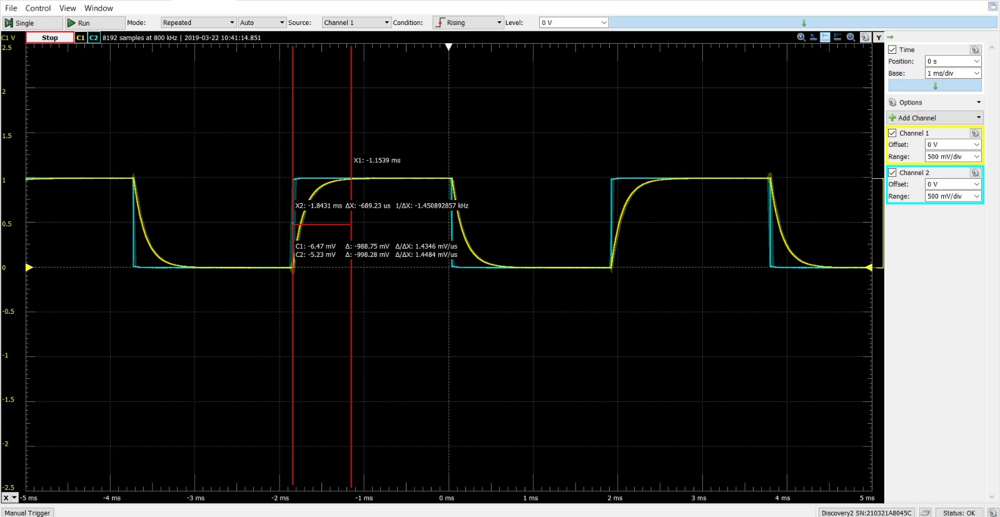 File Control View Window
Single Run Mode: Repeated Auto Source: Channel 1 Condition: Rising Level: 0 V
C1 V Stop C1 C2 8192 samples at 800 kHz | 2019-03-22 10:41:14.851 Y
2.5
2
1.5
1
0.5
0
-0.5
-1
-1.5
-2
-2.5
X1: -1.1539 ms
X2: -1.8431 ms ΔX: -689.23 us 1/ΔX: -1.450892857 kHz
C1: -6.47 mV Δ: -988.75 mV Δ/ΔX: 1.4346 mV/us
C2: -5.23 mV Δ: -998.28 mV Δ/ΔX: 1.4484 mV/us
X -5 ms -4 ms -3 ms -2 ms -1 ms 0 ms 1 ms 2 ms 3 ms 4 ms 5 ms
Time
Position: 0 s
Base: 1 ms/div
Options
Add Channel
Channel 1
Offset: 0 V
Range: 500 mV/div
Channel 2
Offset: 0 V
Range: 500 mV/div
Manual Trigger Discovery2 SN:210321A8045C Status: OK